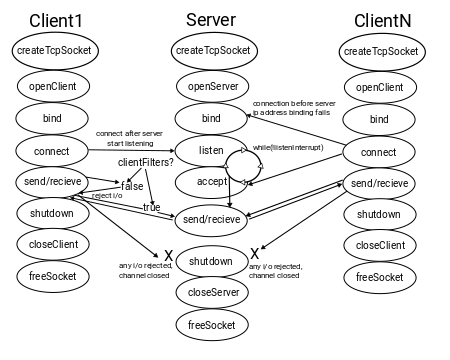 Client1
Server
ClientN
createTcpSocket
createTcpSocket
createTcpSocket
openClient
openServer
openClient
bind
bind
bind
connection before server
ip address binding fails
connect after server
start listening
connect
listen
while(!listenInterrupt)
connect
clientFilters?
send/recieve
false
accept
send/recieve
reject i/o
true
shutdown
send/recieve
shutdown
closeClient
X
shutdown
X
closeClient
any i/o rejected,
channel closed
any i/o rejected,
channel closed
freeSocket
closeServer
freeSocket
freeSocket